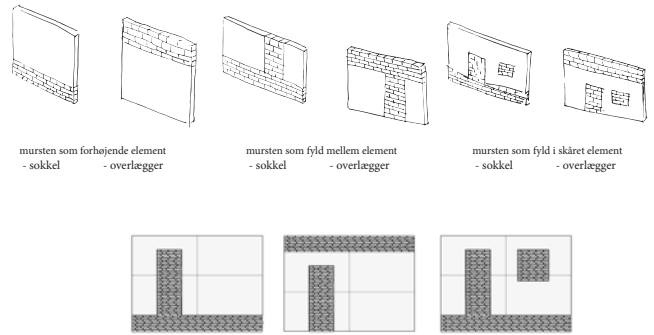 mursten som forhøjende element
- sokkel - overlægger
mursten som fyld mellem element
- sokkel - overlægger
mursten som fyld i skåret element
- sokkel - overlægger